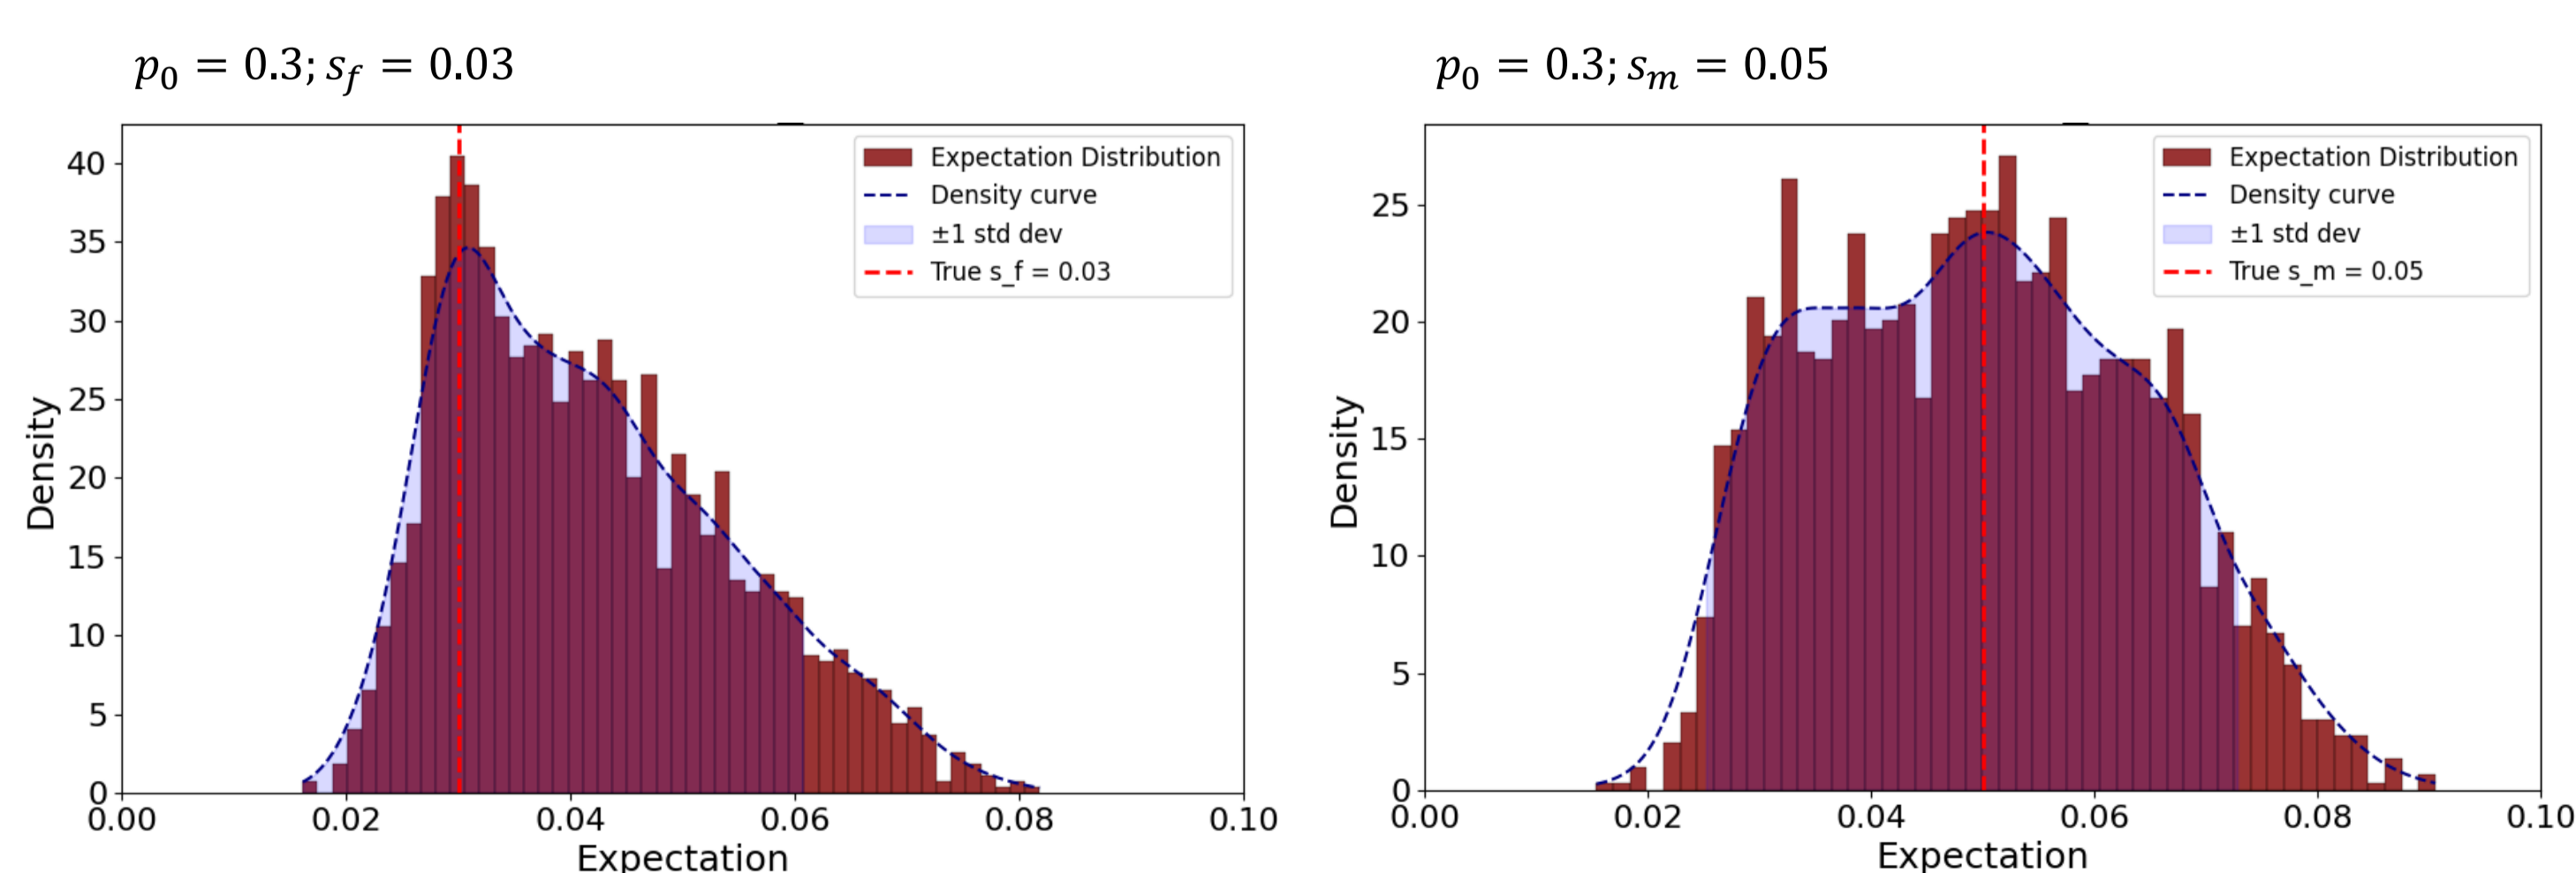 p₀ = 0.3; s_f = 0.03
40
35
30
25
20
15
10
5
0
Density
0.00 0.02 0.04 0.06 0.08 0.10
Expectation
Expectation Distribution
Density curve
±1 std dev
True s_f = 0.03
p₀ = 0.3; s_m = 0.05
25
20
15
10
5
0
Density
0.00 0.02 0.04 0.06 0.08 0.10
Expectation
Expectation Distribution
Density curve
±1 std dev
True s_m = 0.05